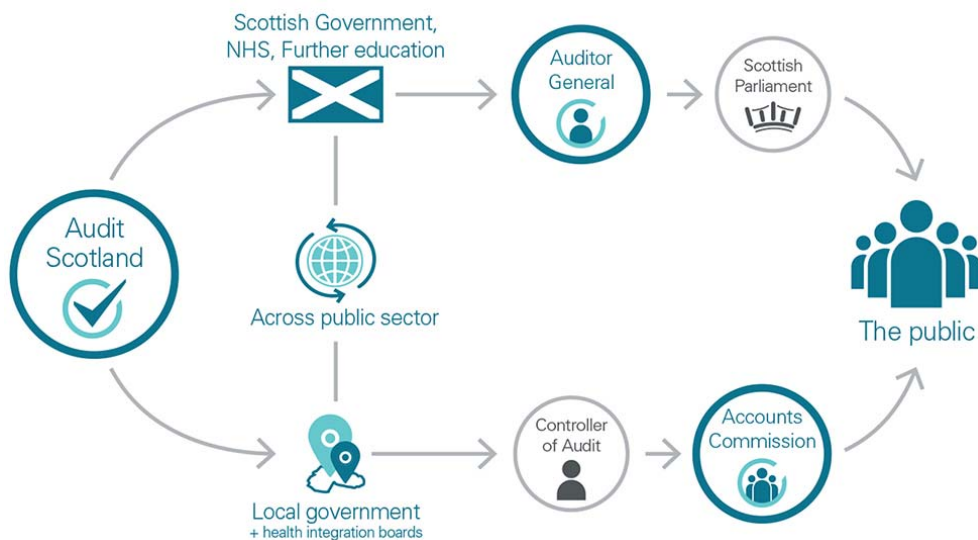 Scottish Government,
NHS, Further education
Auditor
General
Scottish
Parliament
Audit
Scotland
Across public sector
The public
Local government
+ health integration boards
Controller
of Audit
Accounts
Commission